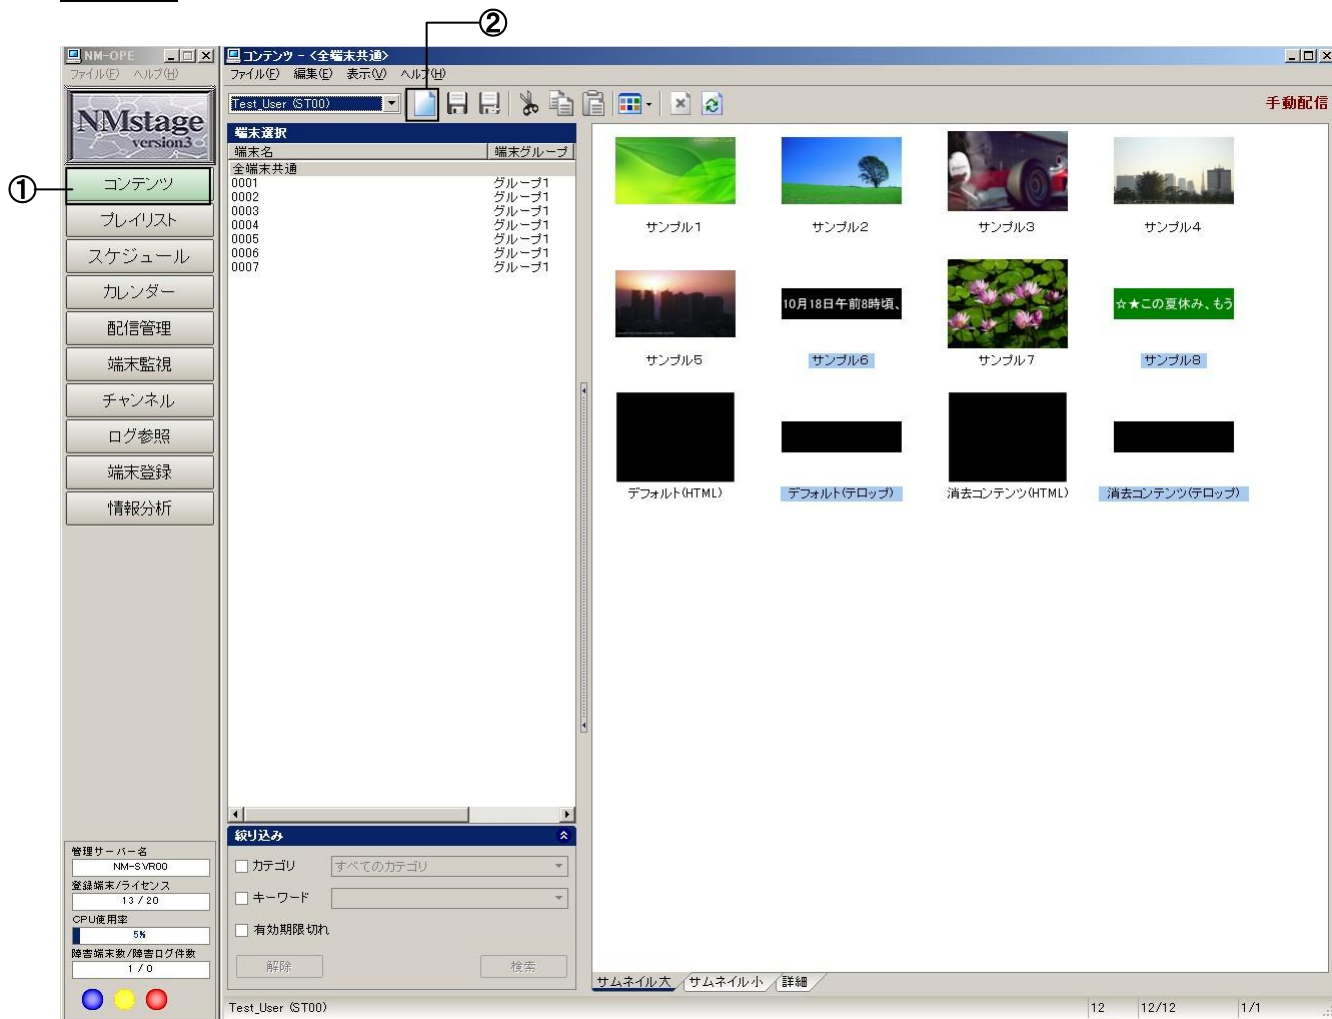 ②
NM-OPE
コンテンツ - <全端末共通>
ファイル(F) ヘルプ(H)
ファイル(F) 編集(E) 表示(V) ヘルプ(H)
Test_User (ST00)
手動配信
NMstage
version3
①
コンテンツ
プレイリスト
スケジュール
カレンダー
配信管理
端末監視
チャンネル
ログ参照
端末登録
情報分析
端末選択
端末名 端末グループ
全端末共通
0001 グループ1
0002 グループ1
0003 グループ1
0004 グループ1
0005 グループ1
0006 グループ1
0007 グループ1
サンプル1 サンプル2 サンプル3 サンプル4
10月18日午前8時頃、
☆★この夏休み、もう
サンプル5 サンプル6 サンプル7 サンプル8
デフォルト(HTML) デフォルト(テロップ) 消去コンテンツ(HTML) 消去コンテンツ(テロップ)
絞り込み
カテゴリ すべてのカテゴリ
キーワード
有効期限切れ
解除 検索
管理サーバー名
NM-SVR00
登録端末/ライセンス
13 / 20
CPU使用率
5%
障害端末数/障害ログ件数
1 / 0
サムネイル大 サムネイル小 詳細
Test_User (ST00) 12 12/12 1/1